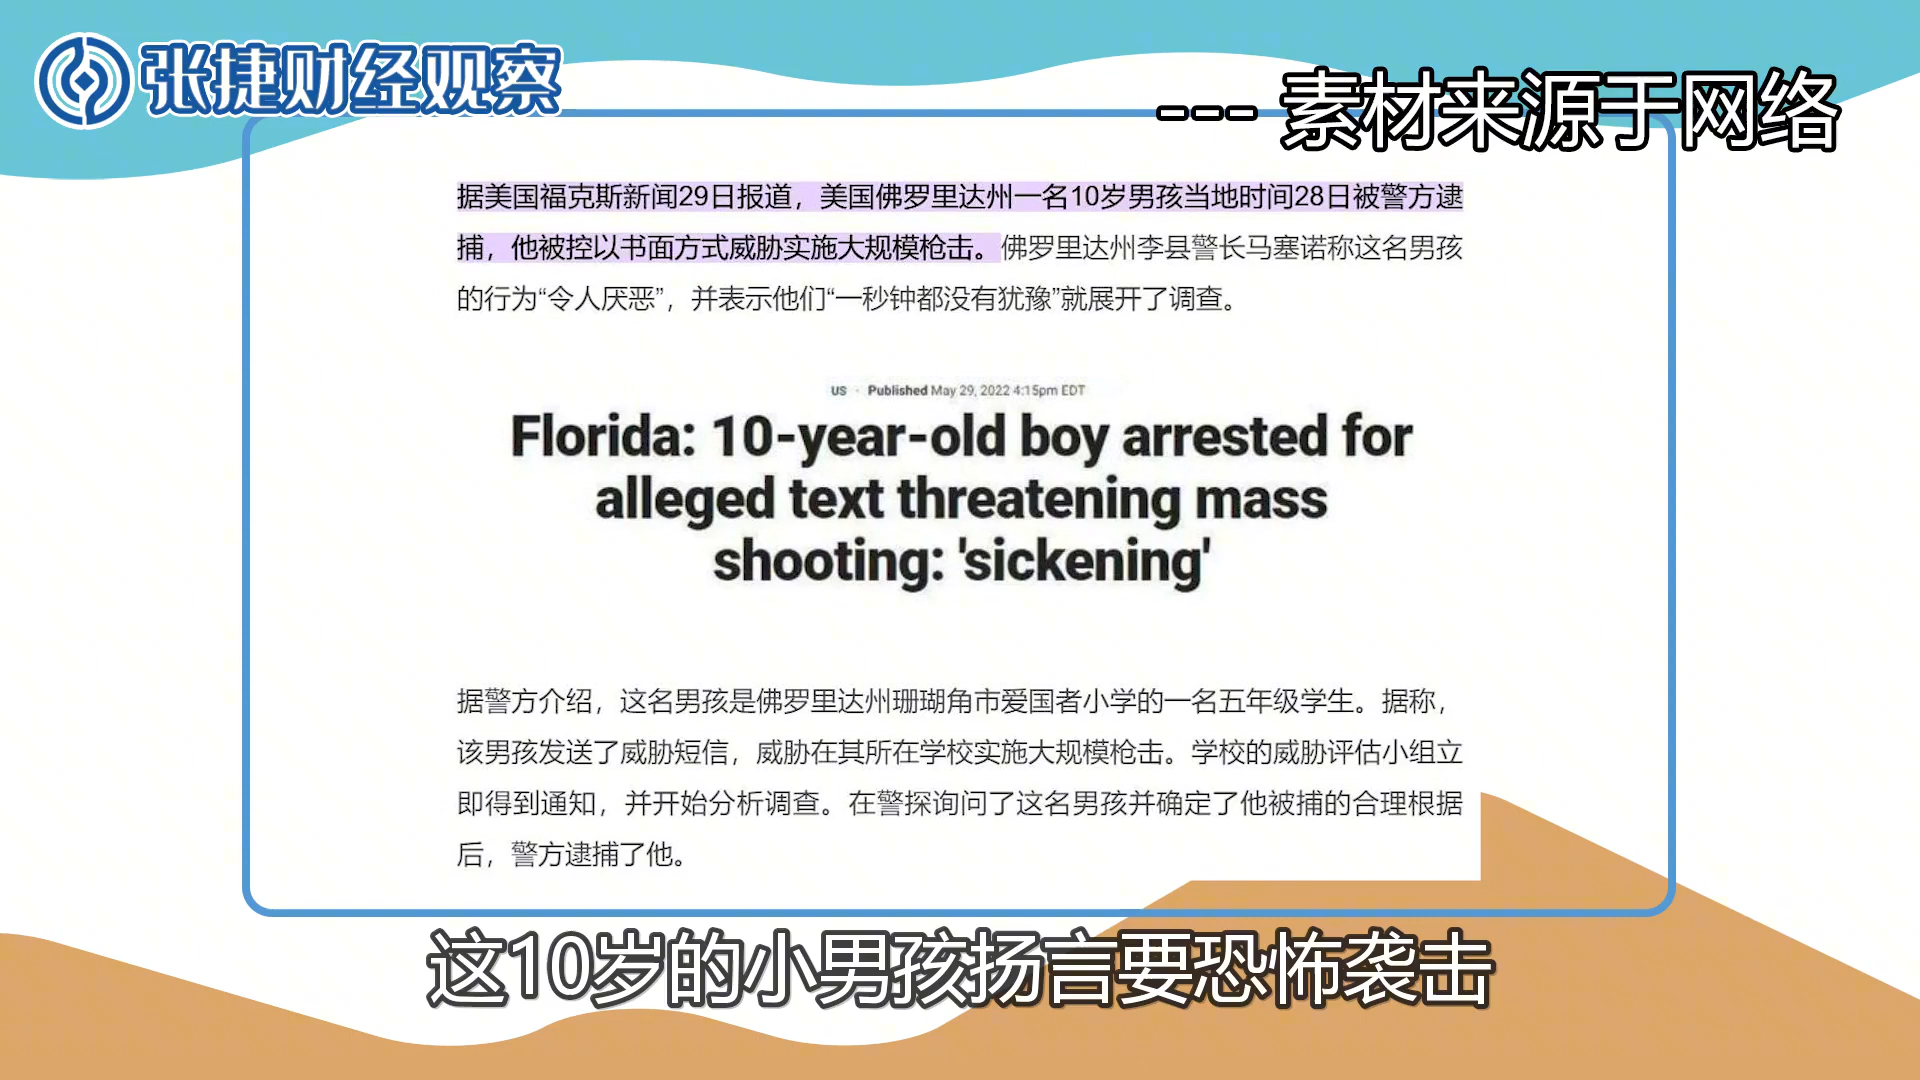 张捷财经观察
--- 素材来源于网络
据美国福克斯新闻29日报道，美国佛罗里达州一名10岁男孩当地时间28日被警方逮
捕，他被控以书面方式威胁实施大规模枪击。佛罗里达州李县警长马塞诺称这名男孩
的行为“令人厌恶”，并表示他们“一秒钟都没有犹豫”就展开了调查。
US · Published May 29, 2022 4:15pm EDT
Florida: 10-year-old boy arrested for
alleged text threatening mass
shooting: 'sickening'
据警方介绍，这名男孩是佛罗里达州珊瑚角市爱国者小学的一名五年级学生。据称，
该男孩发送了威胁短信，威胁在其所在学校实施大规模枪击。学校的威胁评估小组立
即得到通知，并开始分析调查。在警探询问了这名男孩并确定了他被捕的合理根据
后，警方逮捕了他。
这10岁的小男孩扬言要恐怖袭击